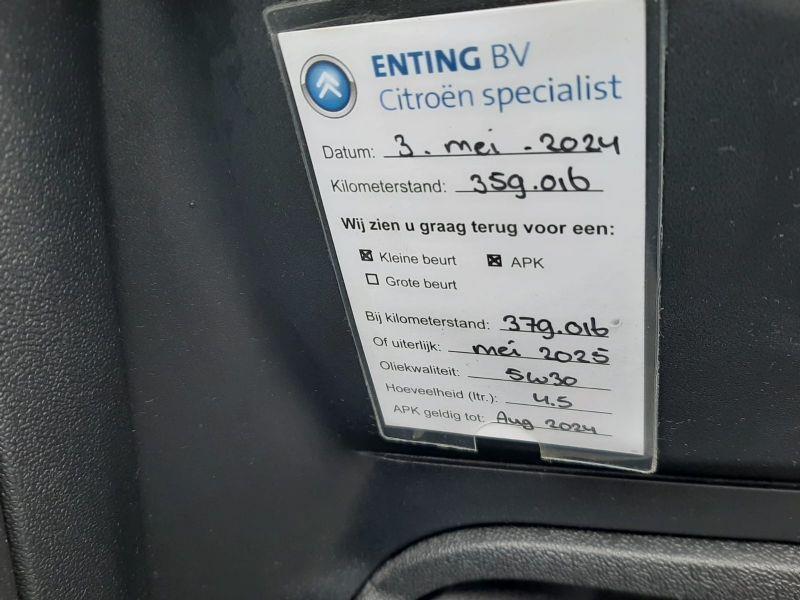 ENTING BV
Citroën specialist
Datum: 3. mei. 2024
Kilometerstand: 359.016
Wij zien u graag terug voor een:
☒ Kleine beurt ☒ APK
☐ Grote beurt
Bij kilometerstand: 379.016
Of uiterlijk: mei 2025
Oliekwaliteit: 5w30
Hoeveelheid (ltr.): 4.5
APK geldig tot: Aug 2024